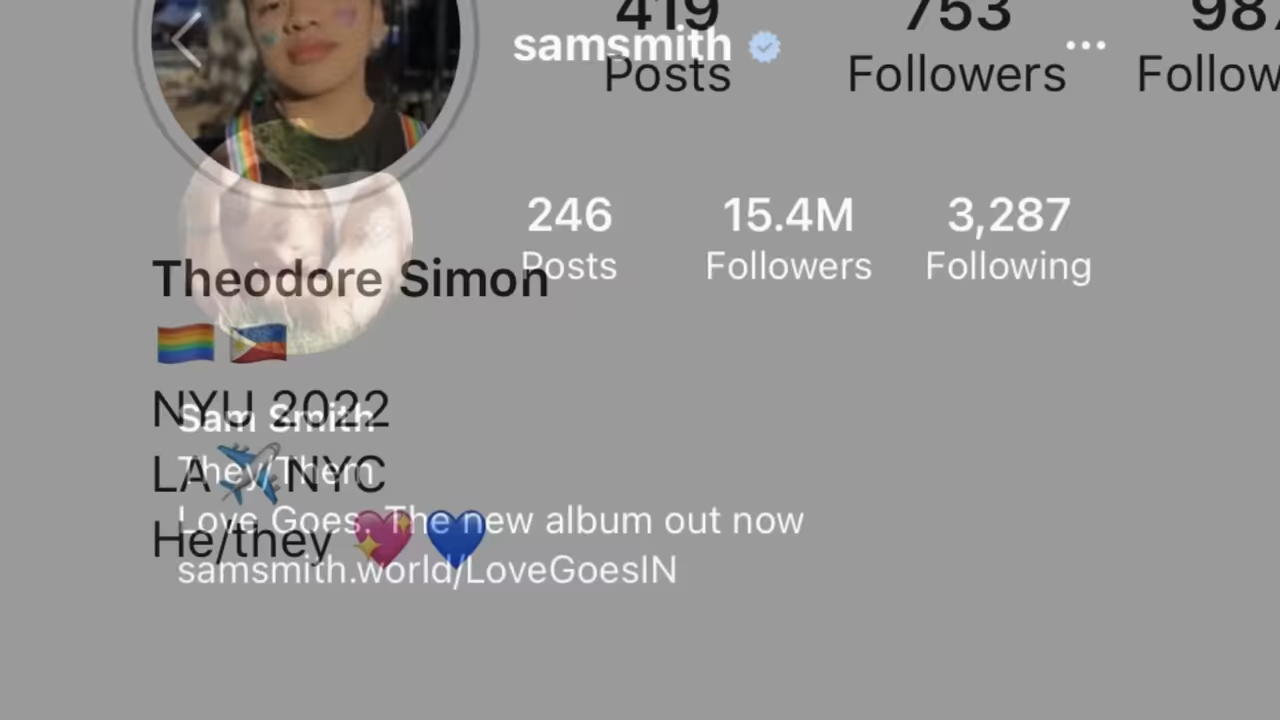 419 753 987
samsmith
Posts Followers Follow
246 15.4M 3,287
Posts Followers Following
Theodore Simon
NYU 2022
Sam Smith
LA NYC
They/Them
Love Goes. The new album out now
He/they
samsmith.world/LoveGoesIN